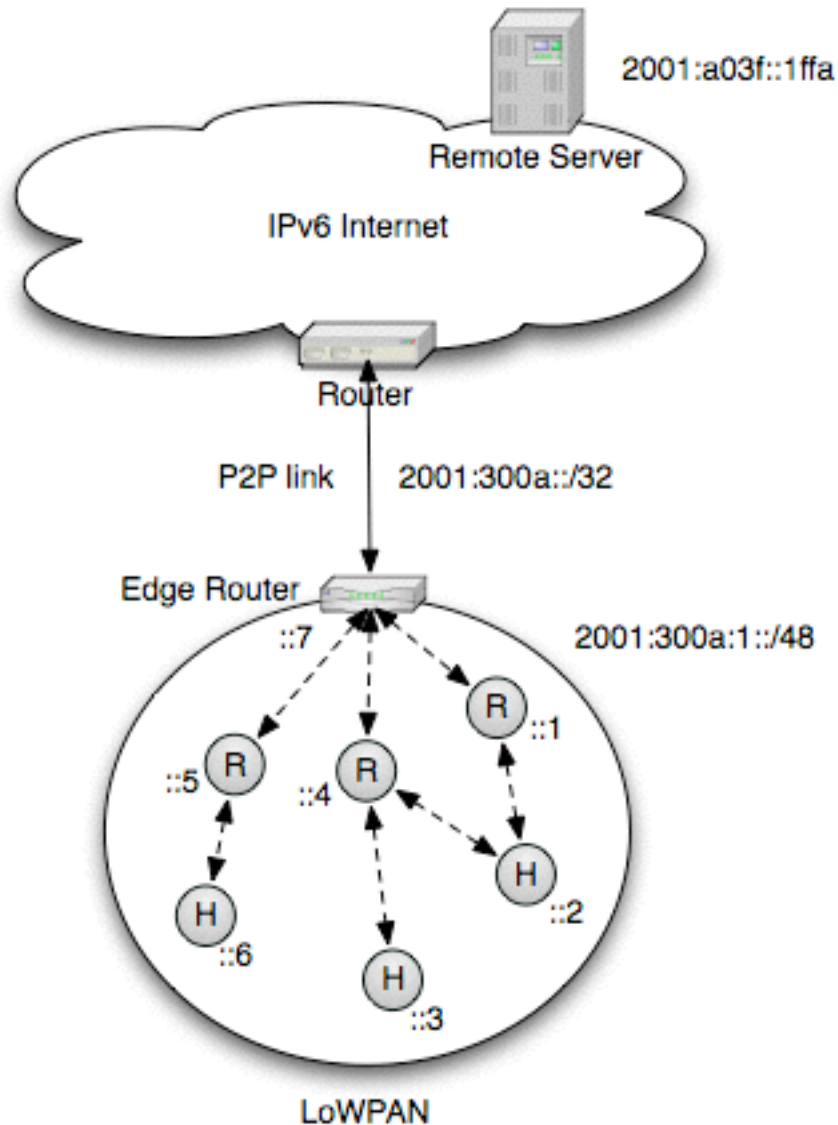 2001:a03f::1ffa
Remote Server
IPv6 Internet
Router
P2P link
2001:300a::/32
Edge Router
::7
2001:300a:1::/48
R
::1
R
::5
R
::4
H
::2
H
::6
H
::3
LoWPAN